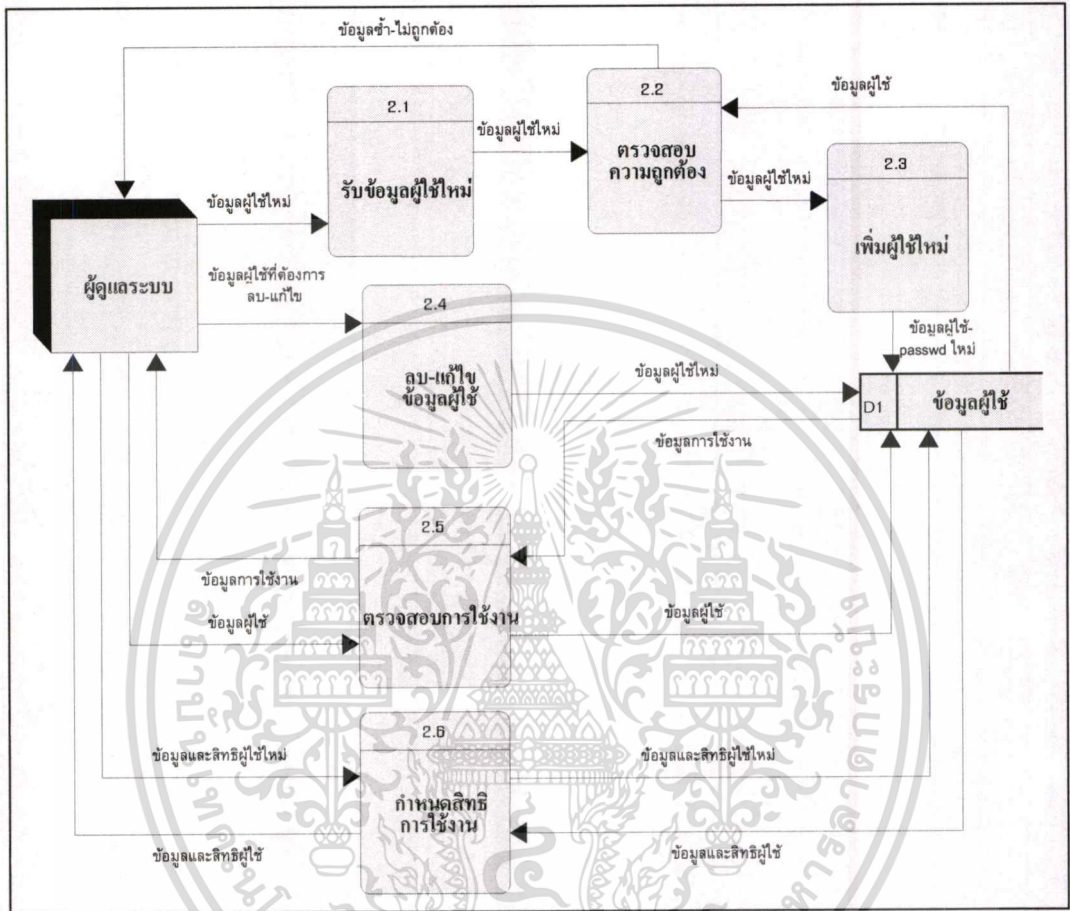 ข้อมูลซ้ำ-ไม่ถูกต้อง
2.1
รับข้อมูลผู้ใช้ใหม่
ข้อมูลผู้ใช้ใหม่
2.2
ตรวจสอบ
ความถูกต้อง
ข้อมูลผู้ใช้
ข้อมูลผู้ใช้ใหม่
2.3
เพิ่มผู้ใช้ใหม่
ผู้ดูแลระบบ
ข้อมูลผู้ใช้ใหม่
ข้อมูลผู้ใช้ที่ต้องการ
ลบ-แก้ไข
2.4
ลบ-แก้ไข
ข้อมูลผู้ใช้
ข้อมูลผู้ใช้-
passwd ใหม่
ข้อมูลผู้ใช้ใหม่
D1
ข้อมูลผู้ใช้
ข้อมูลการใช้งาน
2.5
ตรวจสอบการใช้งาน
ข้อมูลการใช้งาน
ข้อมูลผู้ใช้
ข้อมูลผู้ใช้
2.6
กำหนดสิทธิ
การใช้งาน
ข้อมูลและสิทธิผู้ใช้ใหม่
ข้อมูลและสิทธิผู้ใช้ใหม่
ข้อมูลและสิทธิผู้ใช้
ข้อมูลและสิทธิผู้ใช้